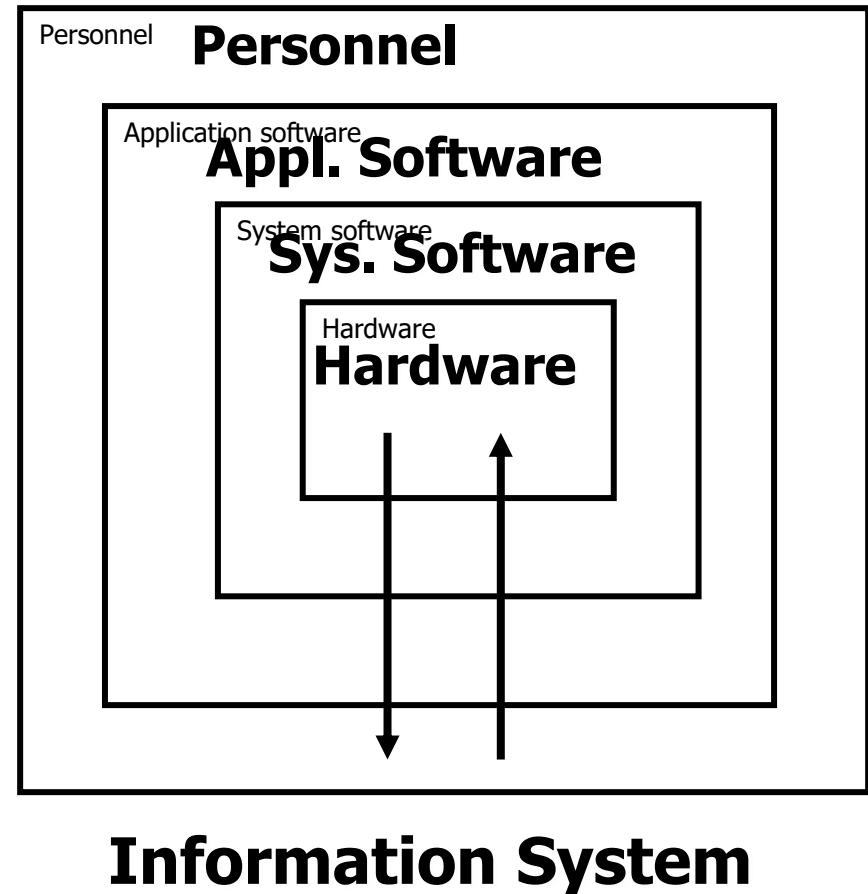 Personnel
Personnel
Application software
Appl. Software
System software
Sys. Software
Hardware
Hardware
Information System